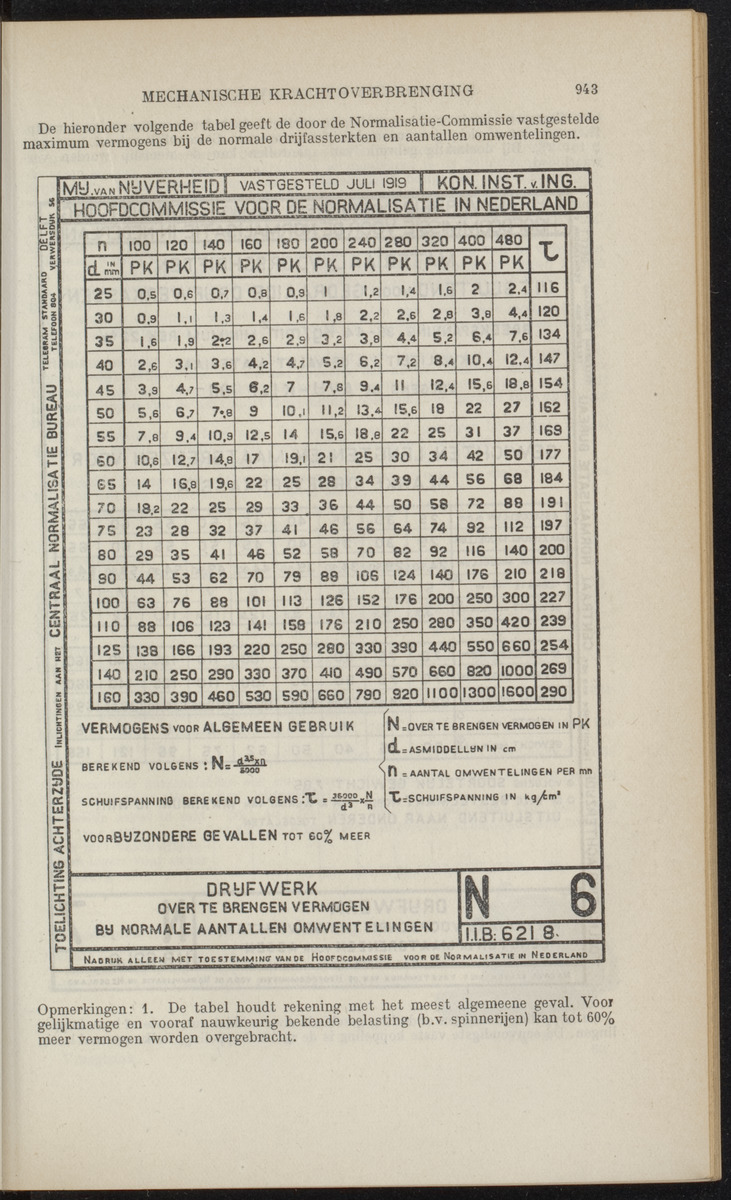 MECHANISCHE KRACHTOVERBRENGING 943
De hieronder volgende tabel geeft de door de Normalisatie-Commissie vastgestelde
maximum vermogens bij de normale drijfassterkten en aantallen omwentelingen.
MIJ. VAN NIJVERHEID VASTGESTELD JULI 1919 KON. INST. v. ING.
HOOFDCOMMISSIE VOOR DE NORMALISATIE IN NEDERLAND
n 100 120 140 160 180 200 240 280 320 400 480 τ
d IN mm PK PK PK PK PK PK PK PK PK PK PK
25 0,5 0,6 0,7 0,8 0,9 1 1,2 1,4 1,6 2 2,4 116
30 0,9 1,1 1,3 1,4 1,6 1,8 2,2 2,6 2,8 3,8 4,4 120
35 1,6 1,9 2,2 2,6 2,9 3,2 3,8 4,4 5,2 6,4 7,6 134
40 2,6 3,1 3,6 4,2 4,7 5,2 6,2 7,2 8,4 10,4 12,4 147
45 3,9 4,7 5,5 6,2 7 7,8 9,4 11 12,4 15,6 18,8 154
50 5,6 6,7 7,8 9 10,1 11,2 13,4 15,6 18 22 27 162
55 7,8 9,4 10,9 12,5 14 15,6 18,8 22 25 31 37 169
60 10,6 12,7 14,8 17 19,1 21 25 30 34 42 50 177
65 14 16,8 19,6 22 25 28 34 39 44 56 68 184
70 18,2 22 25 29 33 36 44 50 58 72 88 191
75 23 28 32 37 41 46 56 64 74 92 112 197
80 29 35 41 46 52 58 70 82 92 116 140 200
90 44 53 62 70 79 89 106 124 140 176 210 218
100 63 76 88 101 113 126 152 176 200 250 300 227
110 88 106 123 141 158 176 210 250 280 350 420 239
125 138 166 193 220 250 280 330 390 440 550 660 254
140 210 250 290 330 370 410 490 570 660 820 1000 269
160 330 390 460 530 590 660 790 920 1100 1300 1600 290
VERMOGENS VOOR ALGEMEEN GEBRUIK
BEREKEND VOLGENS : N = d^3,5 x n / 5000
SCHUIFSPANNING BEREKEND VOLGENS : τ = 36000 / d³ x N / n
VOOR BIJZONDERE GEVALLEN TOT 60% MEER
N = OVER TE BRENGEN VERMOGEN IN PK
d = ASMIDDELLIJN IN cm
n = AANTAL OMWENTELINGEN PER mn
τ = SCHUIFSPANNING IN kg/cm²
DRIJFWERK
OVER TE BRENGEN VERMOGEN
BIJ NORMALE AANTALLEN OMWENTELINGEN
N 6
I.I.B: 621 8.
NADRUK ALLEEN MET TOESTEMMING VAN DE HOOFDCOMMISSIE VOOR DE NORMALISATIE IN NEDERLAND
TOELICHTING ACHTERZIJDE INLICHTINGEN AAN HET CENTRAAL NORMALISATIE BUREAU TELEGRAM STANDAARD DELFT
TELEFOON 804 VERWERSDIJK 56
Opmerkingen: 1. De tabel houdt rekening met het meest algemeene geval. Voor
gelijkmatige en vooraf nauwkeurig bekende belasting (b.v. spinnerijen) kan tot 60%
meer vermogen worden overgebracht.